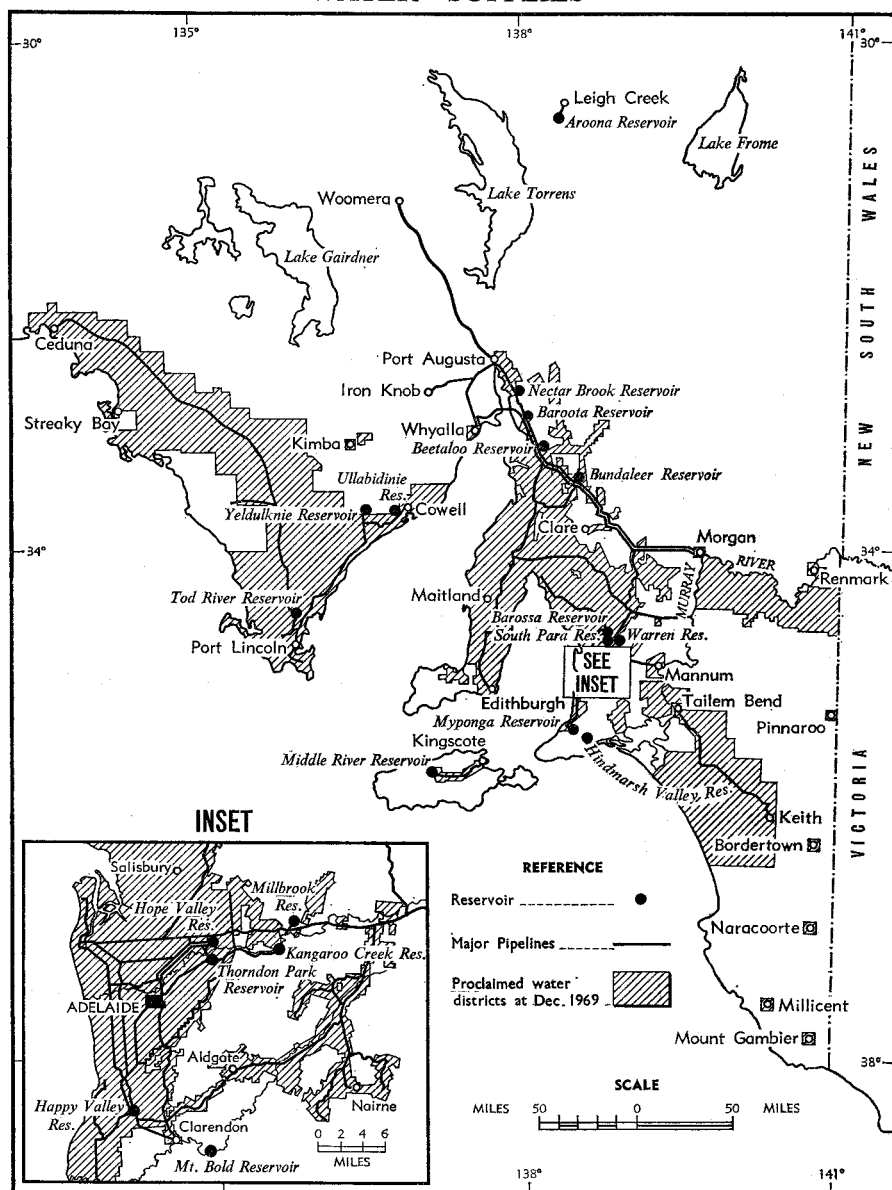 135°
138°
141°
30°
30°
Leigh Creek
Aroona Reservoir
Lake Frome
Lake Torrens
Woomera
Lake Gairdner
NEW SOUTH WALES
Ceduna
Port Augusta
Iron Knob
Nectar Brook Reservoir
Baroota Reservoir
Streaky Bay
Whyalla
Kimba
Beetaloo Reservoir
Ullabidinie
Res.
Bundaleer Reservoir
Yeldulknie Reservoir
Cowell
Clare
Morgan
34°
34°
RIVER
MURRAY
Renmark
Maitland
Tod River Reservoir
Barossa Reservoir
South Para Res.
Warren Res.
Port Lincoln
SEE
INSET
Mannum
Edithburgh
Tailem Bend
Myponga Reservoir
Pinnaroo
Kingscote
Middle River Reservoir
Hindmarsh Valley Res.
VICTORIA
Keith
Bordertown
INSET
Salisbury
Millbrook
Res.
Hope Valley
Res.
Kangaroo Creek Res.
Thorndon Park
Reservoir
ADELAIDE
Aldgate
Happy Valley
Res.
Clarendon
Nairne
Mt. Bold Reservoir
0 2 4 6
MILES
REFERENCE
Reservoir
Major Pipelines
Proclaimed water
districts at Dec. 1969
Naracoorte
Millicent
Mount Gambier
38°
SCALE
MILES 50 0 50 MILES
138°
141°